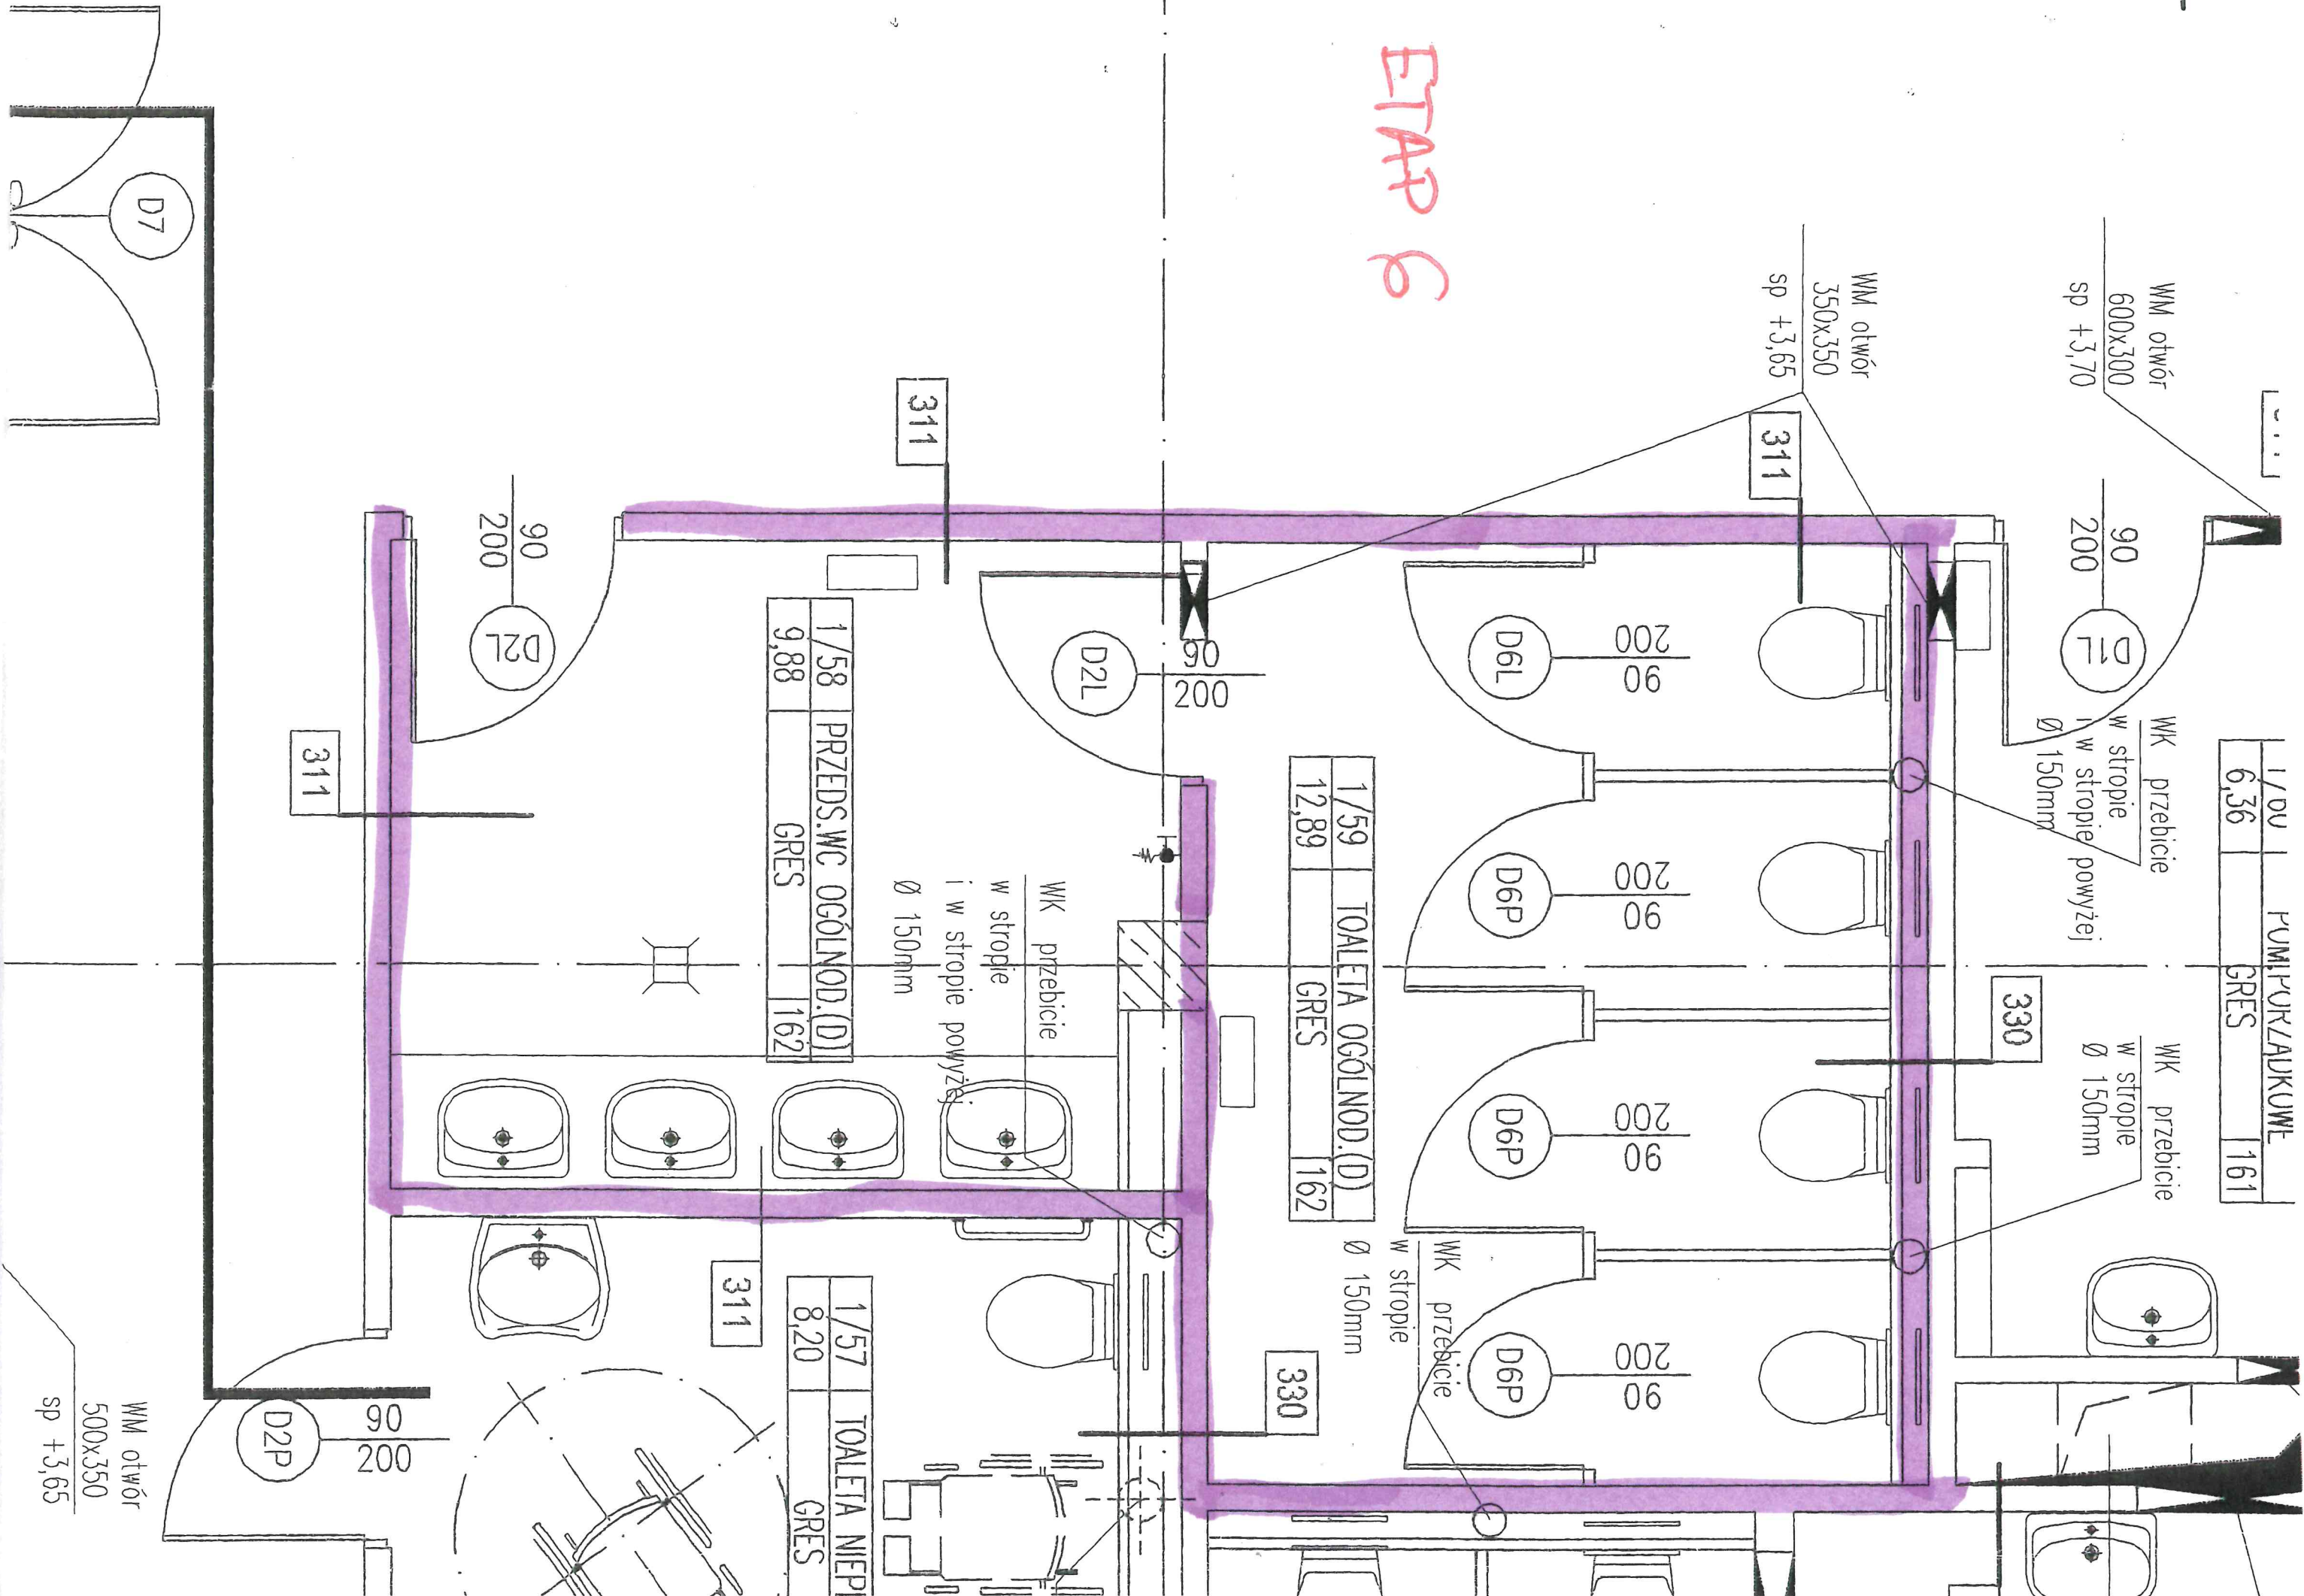 ETAP 6
WM otwór
600x300
sp +3,70
WM otwór
350x350
sp +3,65
311
311
90
200
D1L
90
200
D2L
D7
1/58 PRZEDS.WC OGÓLNOD.(D)
9,88 GRES 162
D2L
90
200
D6L
200
90
D6P
200
90
D6P
200
90
D6P
200
90
1/59 TOALETA OGÓLNOD.(D)
12,89 GRES 162
WK przebicie
w stropie
i w stropie powyżej
Ø 150mm
6,36 GRES 161
WK przebicie
w stropie
i w stropie powyżej
Ø 150mm
WK przebicie
w stropie
Ø 150mm
330
311
WK przebicie
w stropie
Ø 150mm
330
311
1/57 TOALETA NIEP
8,20 GRES
D2P
90
200
WM otwór
500x350
sp +3,65